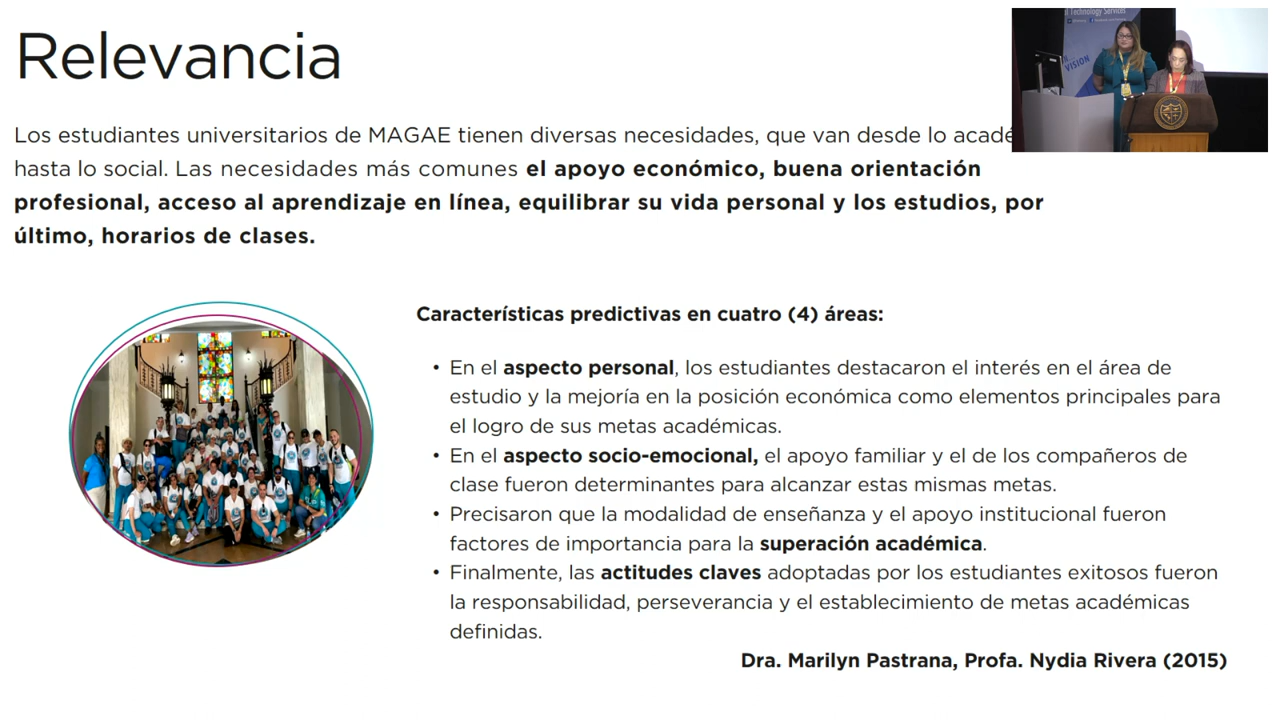 Relevancia
l Technology Services
N
VISION
Los estudiantes universitarios de MAGAE tienen diversas necesidades, que van desde lo acadé
hasta lo social. Las necesidades más comunes el apoyo económico, buena orientación
profesional, acceso al aprendizaje en línea, equilibrar su vida personal y los estudios, por
último, horarios de clases.
Características predictivas en cuatro (4) áreas:
• En el aspecto personal, los estudiantes destacaron el interés en el área de
estudio y la mejoría en la posición económica como elementos principales para
el logro de sus metas académicas.
• En el aspecto socio-emocional, el apoyo familiar y el de los compañeros de
clase fueron determinantes para alcanzar estas mismas metas.
• Precisaron que la modalidad de enseñanza y el apoyo institucional fueron
factores de importancia para la superación académica.
• Finalmente, las actitudes claves adoptadas por los estudiantes exitosos fueron
la responsabilidad, perseverancia y el establecimiento de metas académicas
definidas.
Dra. Marilyn Pastrana, Profa. Nydia Rivera (2015)